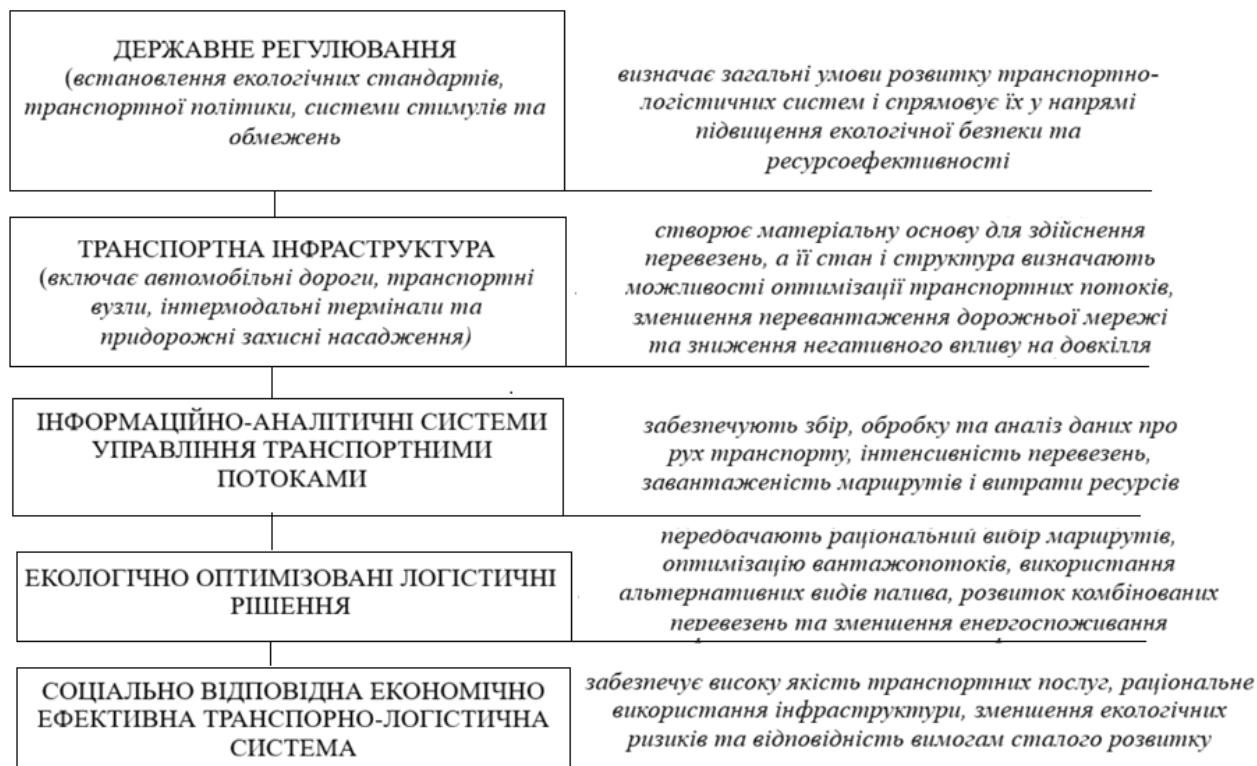 ДЕРЖАВНЕ РЕГУЛЮВАННЯ
(встановлення екологічних стандартів,
транспортної політики, системи стимулів та
обмежень
визначає загальні умови розвитку транспортно-
логістичних систем і спрямовує їх у напрямі
підвищення екологічної безпеки та
ресурсоефективності
ТРАНСПОРТНА ІНФРАСТРУКТУРА
(включає автомобільні дороги, транспортні
вузли, інтермодальні термінали та
придорожні захисні насадження)
створює матеріальну основу для здійснення
перевезень, а її стан і структура визначають
можливості оптимізації транспортних потоків,
зменшення перевантаження дорожньої мережі
та зниження негативного впливу на довкілля
ІНФОРМАЦІЙНО-АНАЛІТИЧНІ СИСТЕМИ
УПРАВЛІННЯ ТРАНСПОРТНИМИ
ПОТОКАМИ
забезпечують збір, обробку та аналіз даних про
рух транспорту, інтенсивність перевезень,
завантаженість маршрутів і витрати ресурсів
ЕКОЛОГІЧНО ОПТИМІЗОВАНІ ЛОГІСТИЧНІ
РІШЕННЯ
передбачають раціональний вибір маршрутів,
оптимізацію вантажопотоків, використання
альтернативних видів палива, розвиток комбінованих
перевезень та зменшення енергоспоживання
СОЦІАЛЬНО ВІДПОВІДНА ЕКОНОМІЧНО
ЕФЕКТИВНА ТРАНСПОРНО-ЛОГІСТИЧНА
СИСТЕМА
забезпечує високу якість транспортних послуг, раціональне
використання інфраструктури, зменшення екологічних
ризиків та відповідність вимогам сталого розвитку